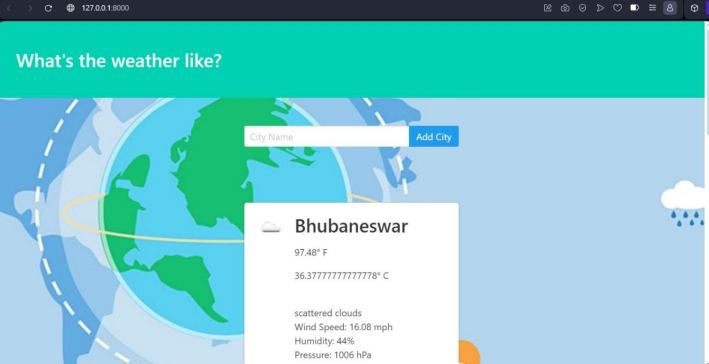 127.0.0.1:8000
What's the weather like?
City Name
Add City
Bhubaneswar
97.48° F
36.37777777777778° C
scattered clouds
Wind Speed: 16.08 mph
Humidity: 44%
Pressure: 1006 hPa